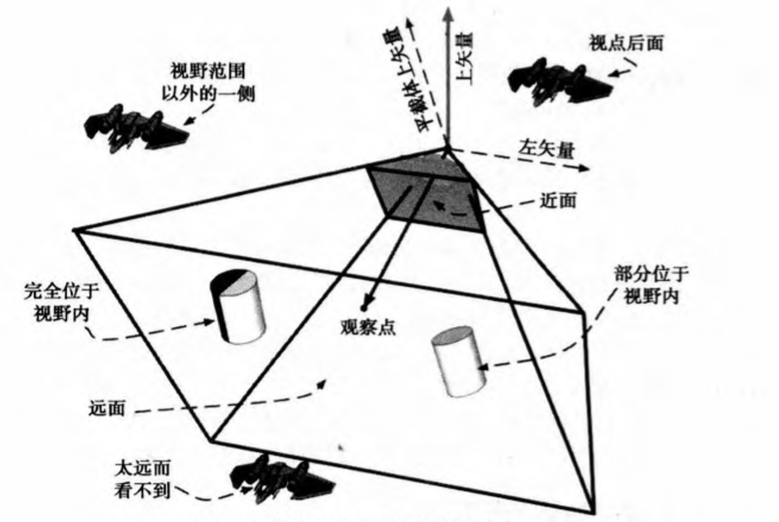 视野范围
以外的一侧
平截体上矢量
上矢量
视点后面
左矢量
近面
完全位于
视野内
观察点
部分位于
视野内
远面
太远而
看不到